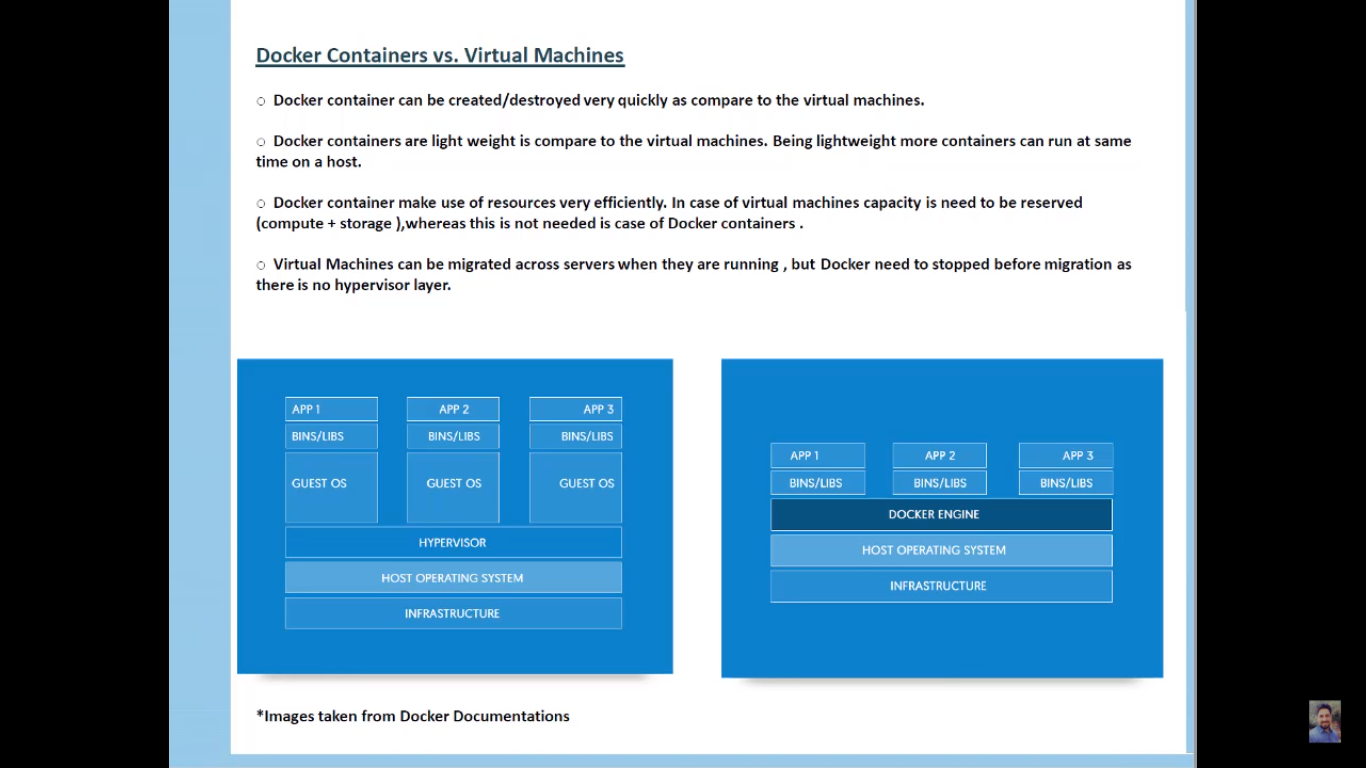 Docker Containers vs. Virtual Machines
○ Docker container can be created/destroyed very quickly as compare to the virtual machines.
○ Docker containers are light weight is compare to the virtual machines. Being lightweight more containers can run at same
time on a host.
○ Docker container make use of resources very efficiently. In case of virtual machines capacity is need to be reserved
(compute + storage ),whereas this is not needed is case of Docker containers .
○ Virtual Machines can be migrated across servers when they are running , but Docker need to stopped before migration as
there is no hypervisor layer.
APP 1 APP 2 APP 3
BINS/LIBS BINS/LIBS BINS/LIBS
GUEST OS GUEST OS GUEST OS
HYPERVISOR
HOST OPERATING SYSTEM
INFRASTRUCTURE
APP 1 APP 2 APP 3
BINS/LIBS BINS/LIBS BINS/LIBS
DOCKER ENGINE
HOST OPERATING SYSTEM
INFRASTRUCTURE
*Images taken from Docker Documentations